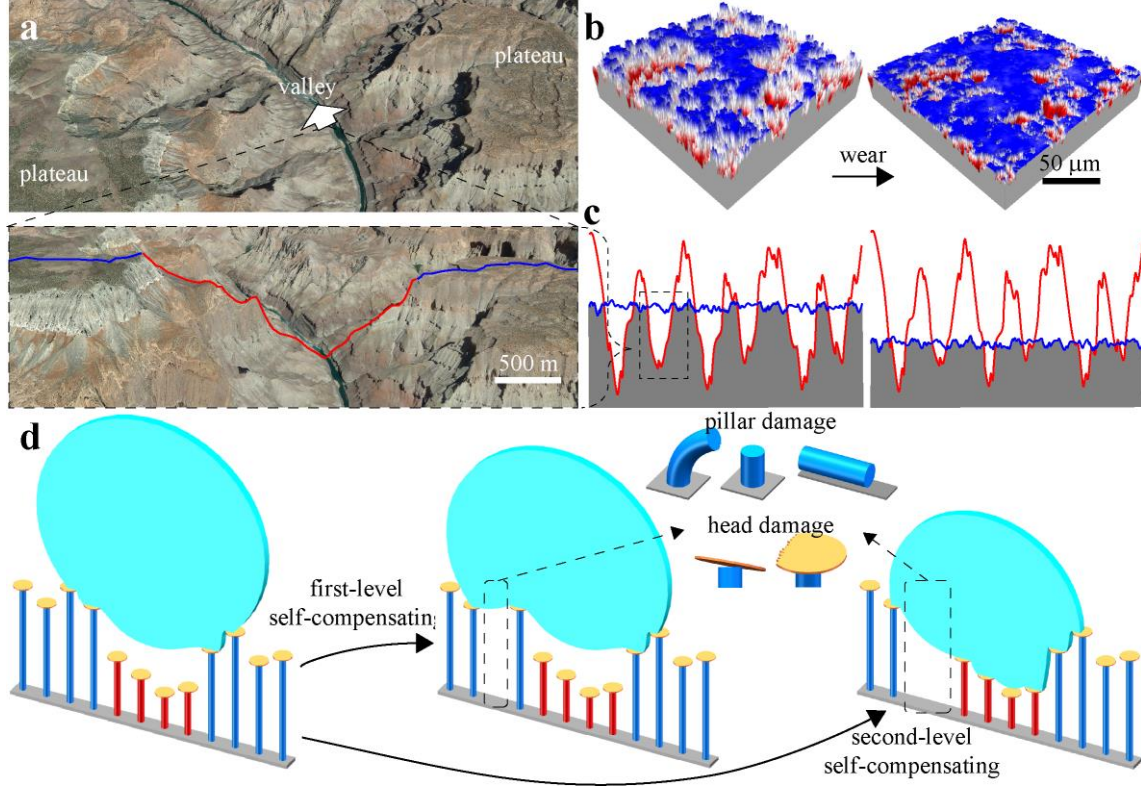 a
plateau
valley
plateau
500 m
b
wear
50 μm
c
d
pillar damage
head damage
first-level
self-compensating
second-level
self-compensating